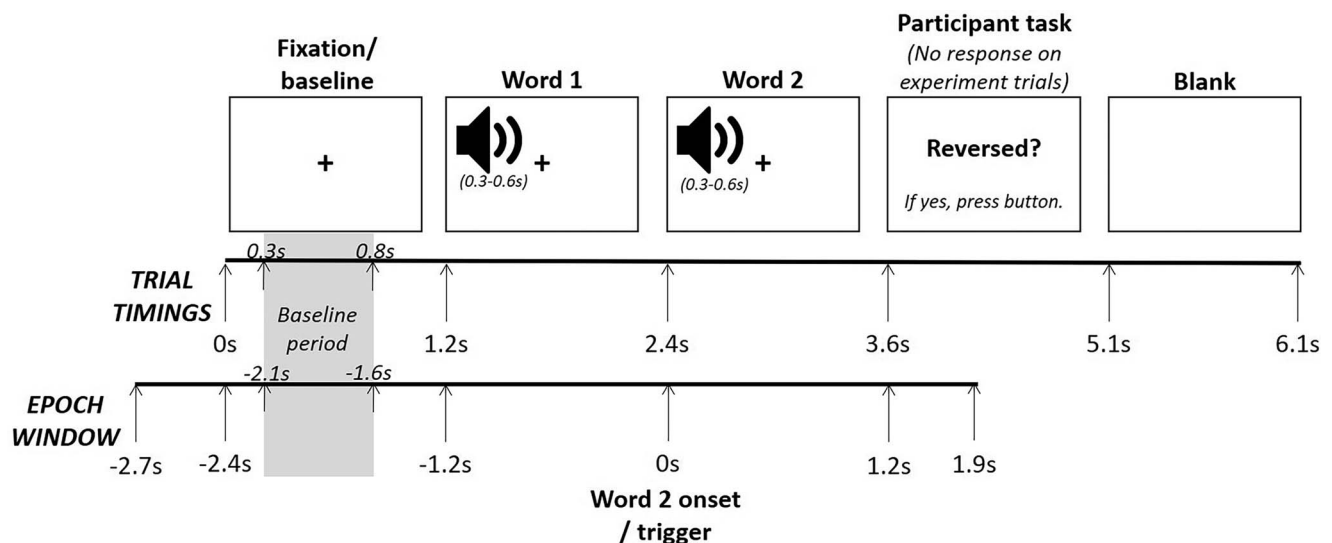 Fixation/
baseline
Word 1
Word 2
Participant task
(No response on
experiment trials)
Blank
+
(0.3-0.6s)
+
(0.3-0.6s)
+
Reversed?
If yes, press button.
0.3s
0.8s
TRIAL
TIMINGS
Baseline
period
0s
1.2s
2.4s
3.6s
5.1s
6.1s
-2.1s
-1.6s
EPOCH
WINDOW
-2.7s
-2.4s
-1.2s
0s
1.2s
1.9s
Word 2 onset
/ trigger